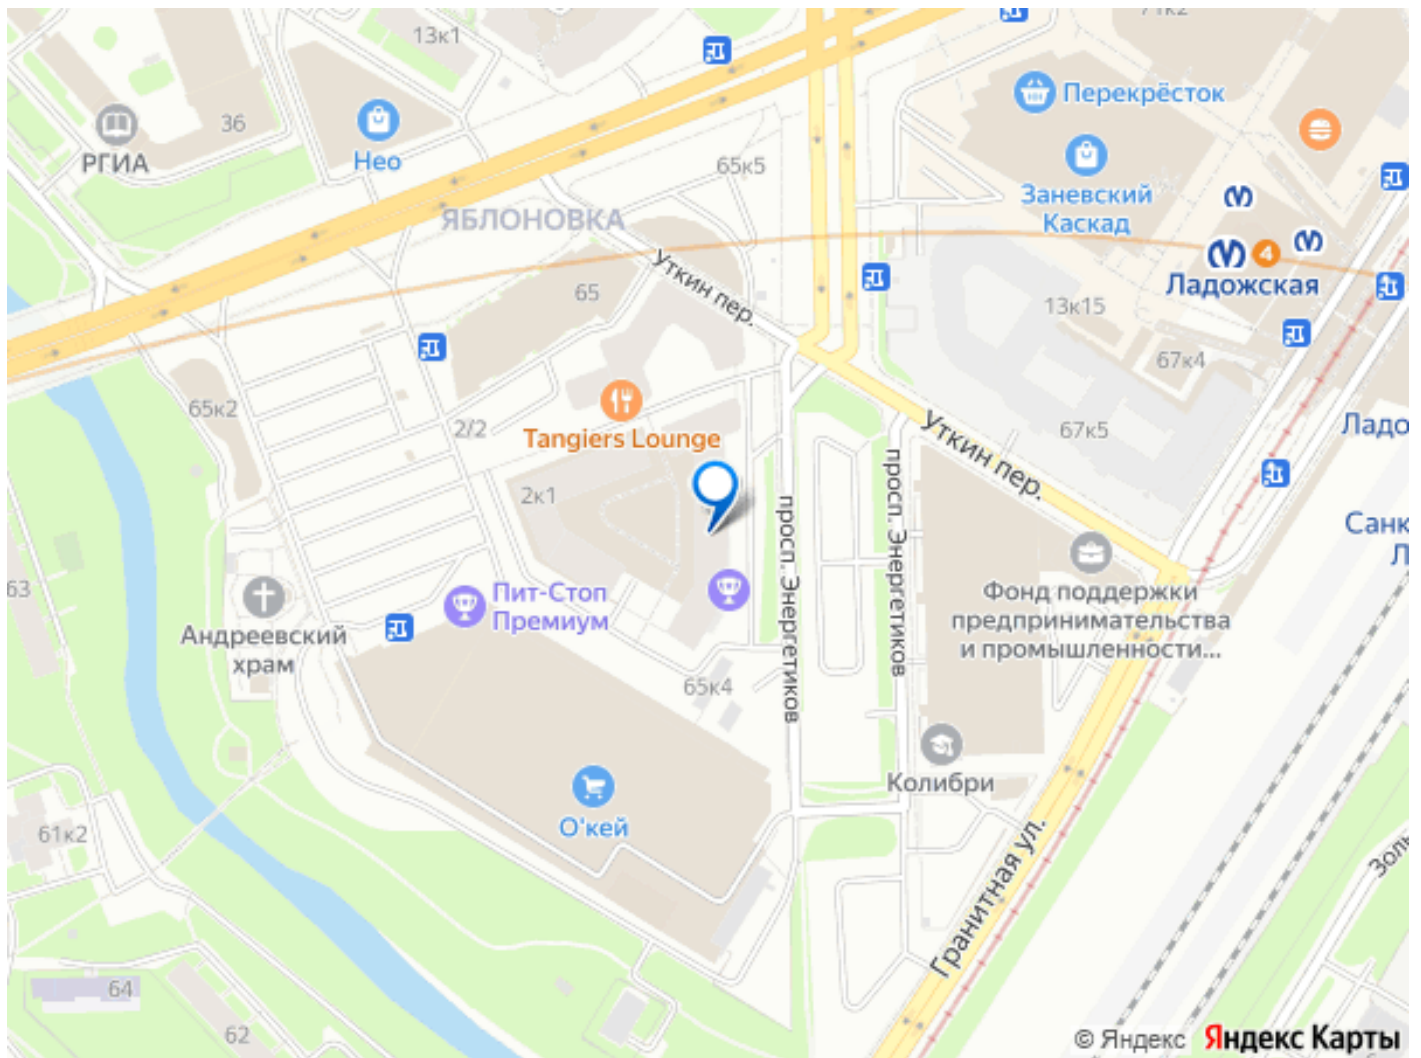 13к1
71к2
Перекрёсток
36
РГИА
Нео
65к5
Заневский
Каскад
ЯБЛОНОВКА
4
Ладожская
Уткин пер.
65
13к15
67к4
65к2
2/2
Tangiers Lounge
67к5
Ладо
Уткин пер.
2к1
просп. Энергетиков
просп. Энергетиков
Санк
Л
63
Пит-Стоп
Премиум
Фонд поддержки
предпринимательства
и промышленности...
Андреевский
храм
65к4
Колибри
О'кей
61к2
Золь
Гранитная ул.
64
62
© Яндекс Яндекс Карты